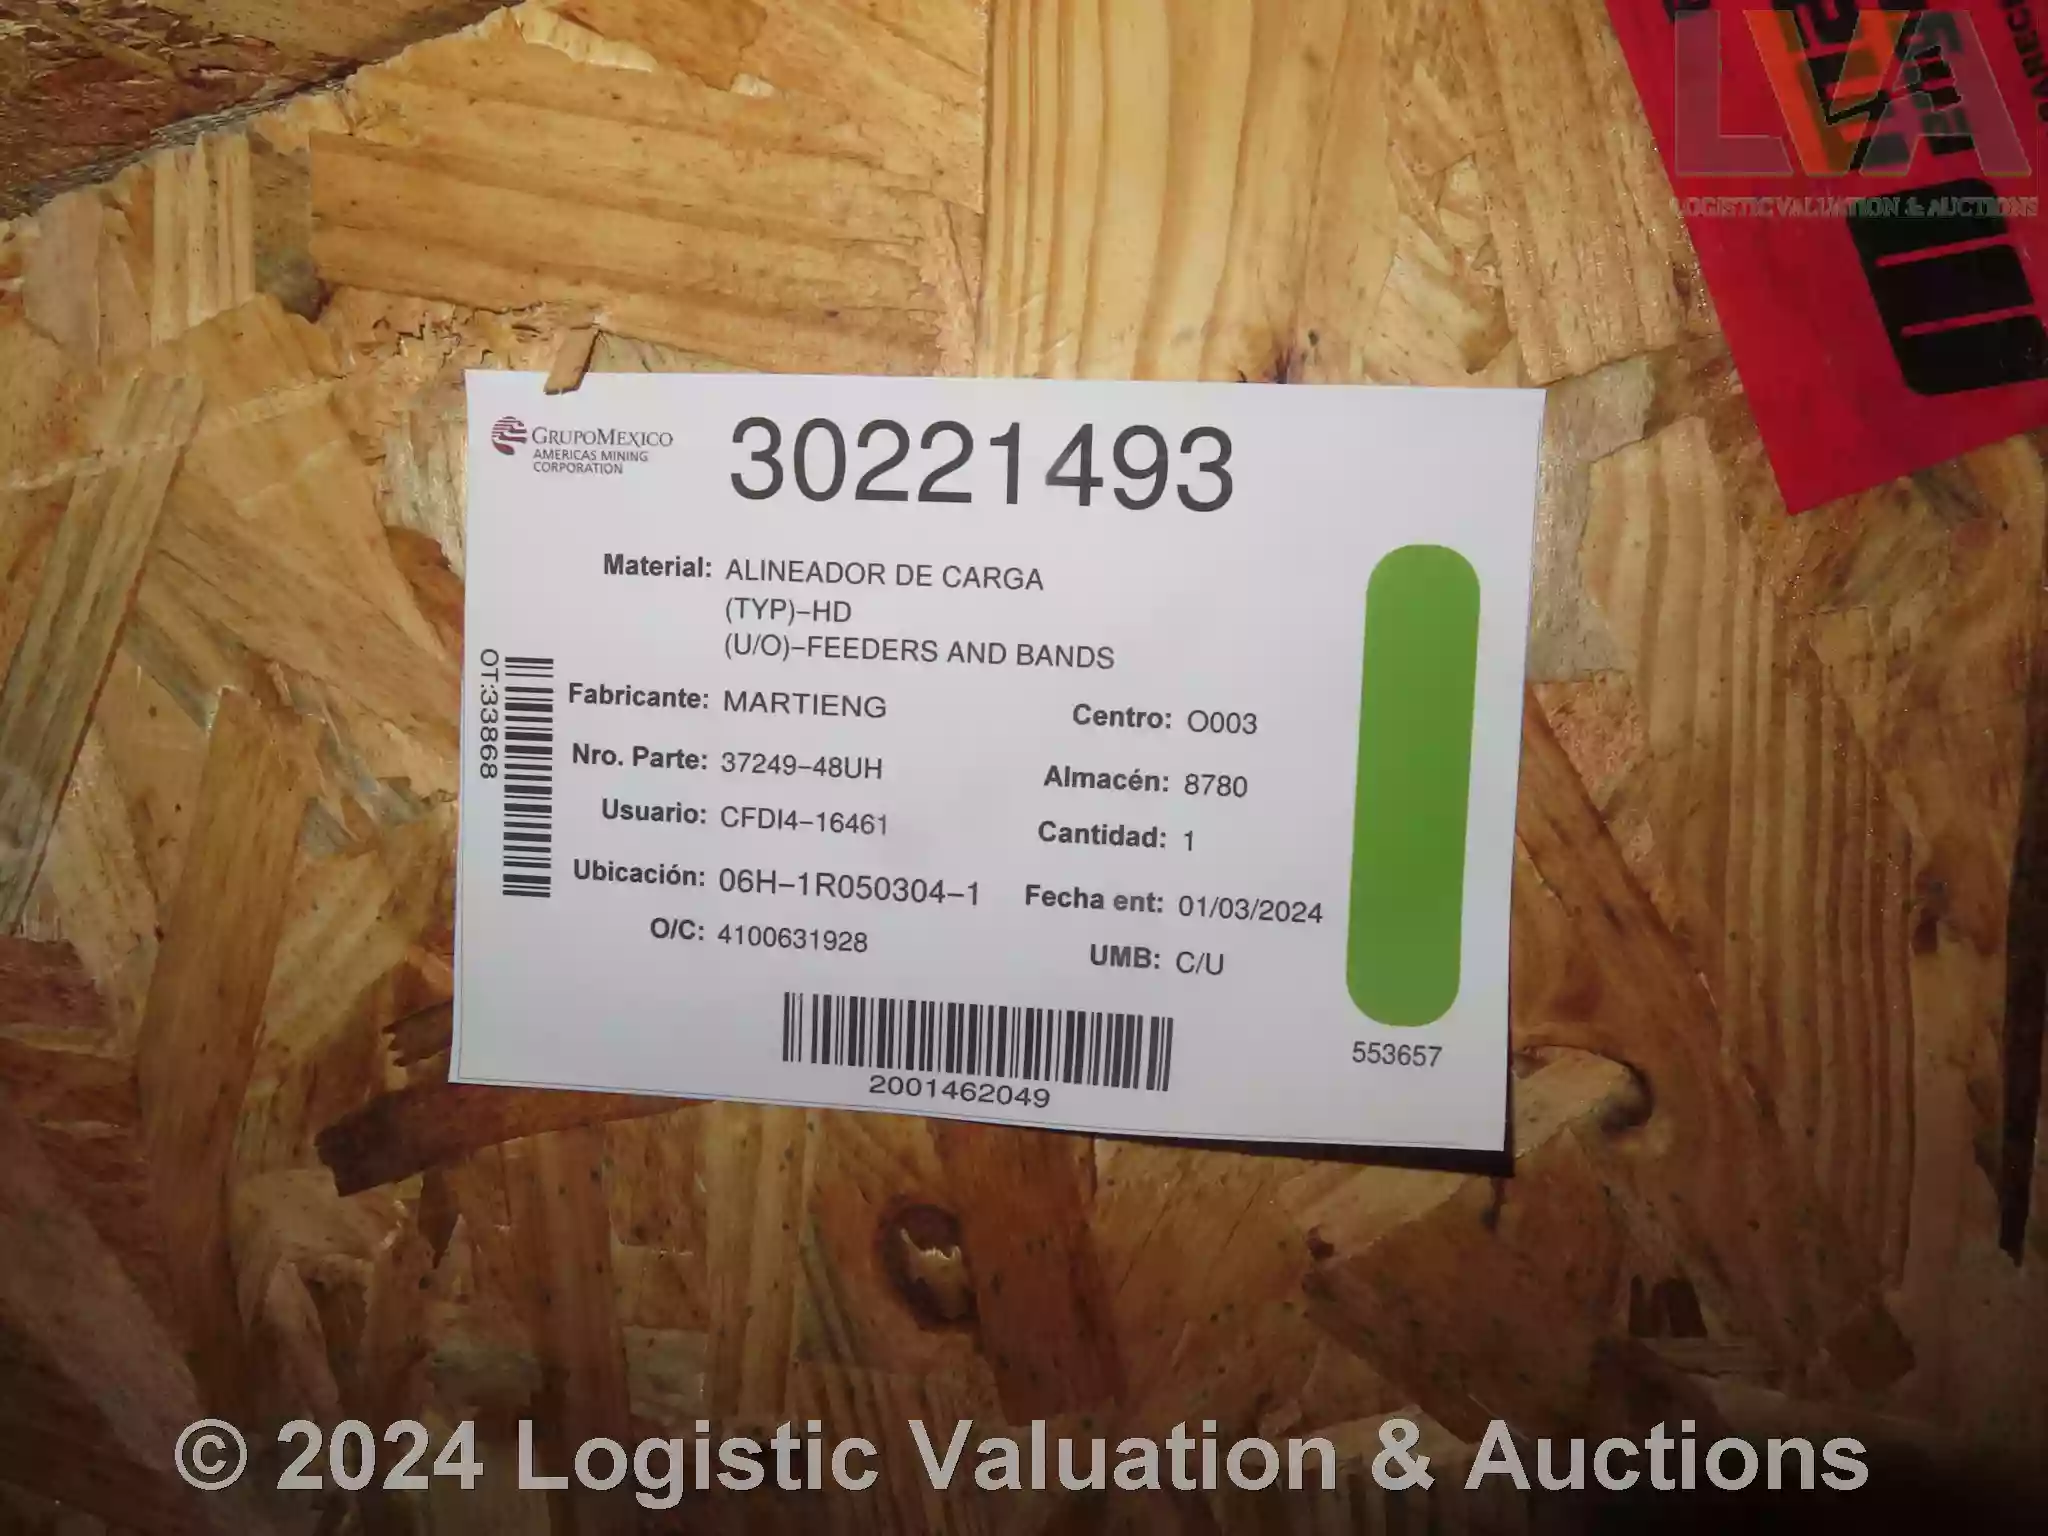 LVA
LOGISTIC VALUATION & AUCTIONS
GRUPOMEXICO
AMERICAS MINING
CORPORATION
30221493
Material: ALINEADOR DE CARGA
(TYP)-HD
(U/O)-FEEDERS AND BANDS
OT:33868
Fabricante: MARTIENG
Centro: O003
Nro. Parte: 37249-48UH
Almacén: 8780
Usuario: CFDI4-16461
Cantidad: 1
Ubicación: 06H-1R050304-1
Fecha ent: 01/03/2024
O/C: 4100631928
UMB: C/U
553657
2001462049
© 2024 Logistic Valuation & Auctions